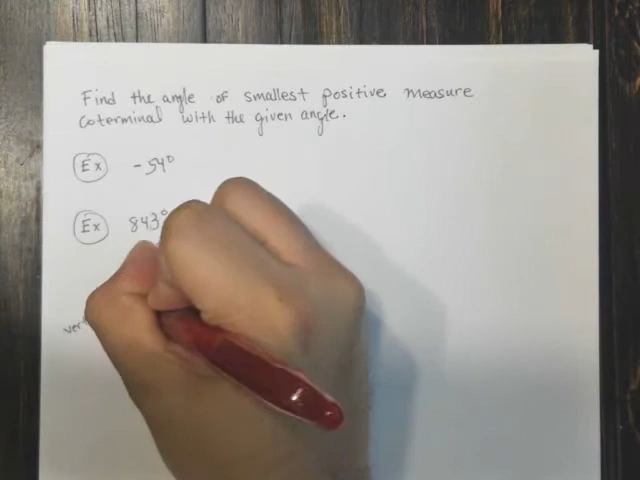 Find the angle of smallest positive measure
coterminal with the given angle.
Ex -54°
Ex 843°